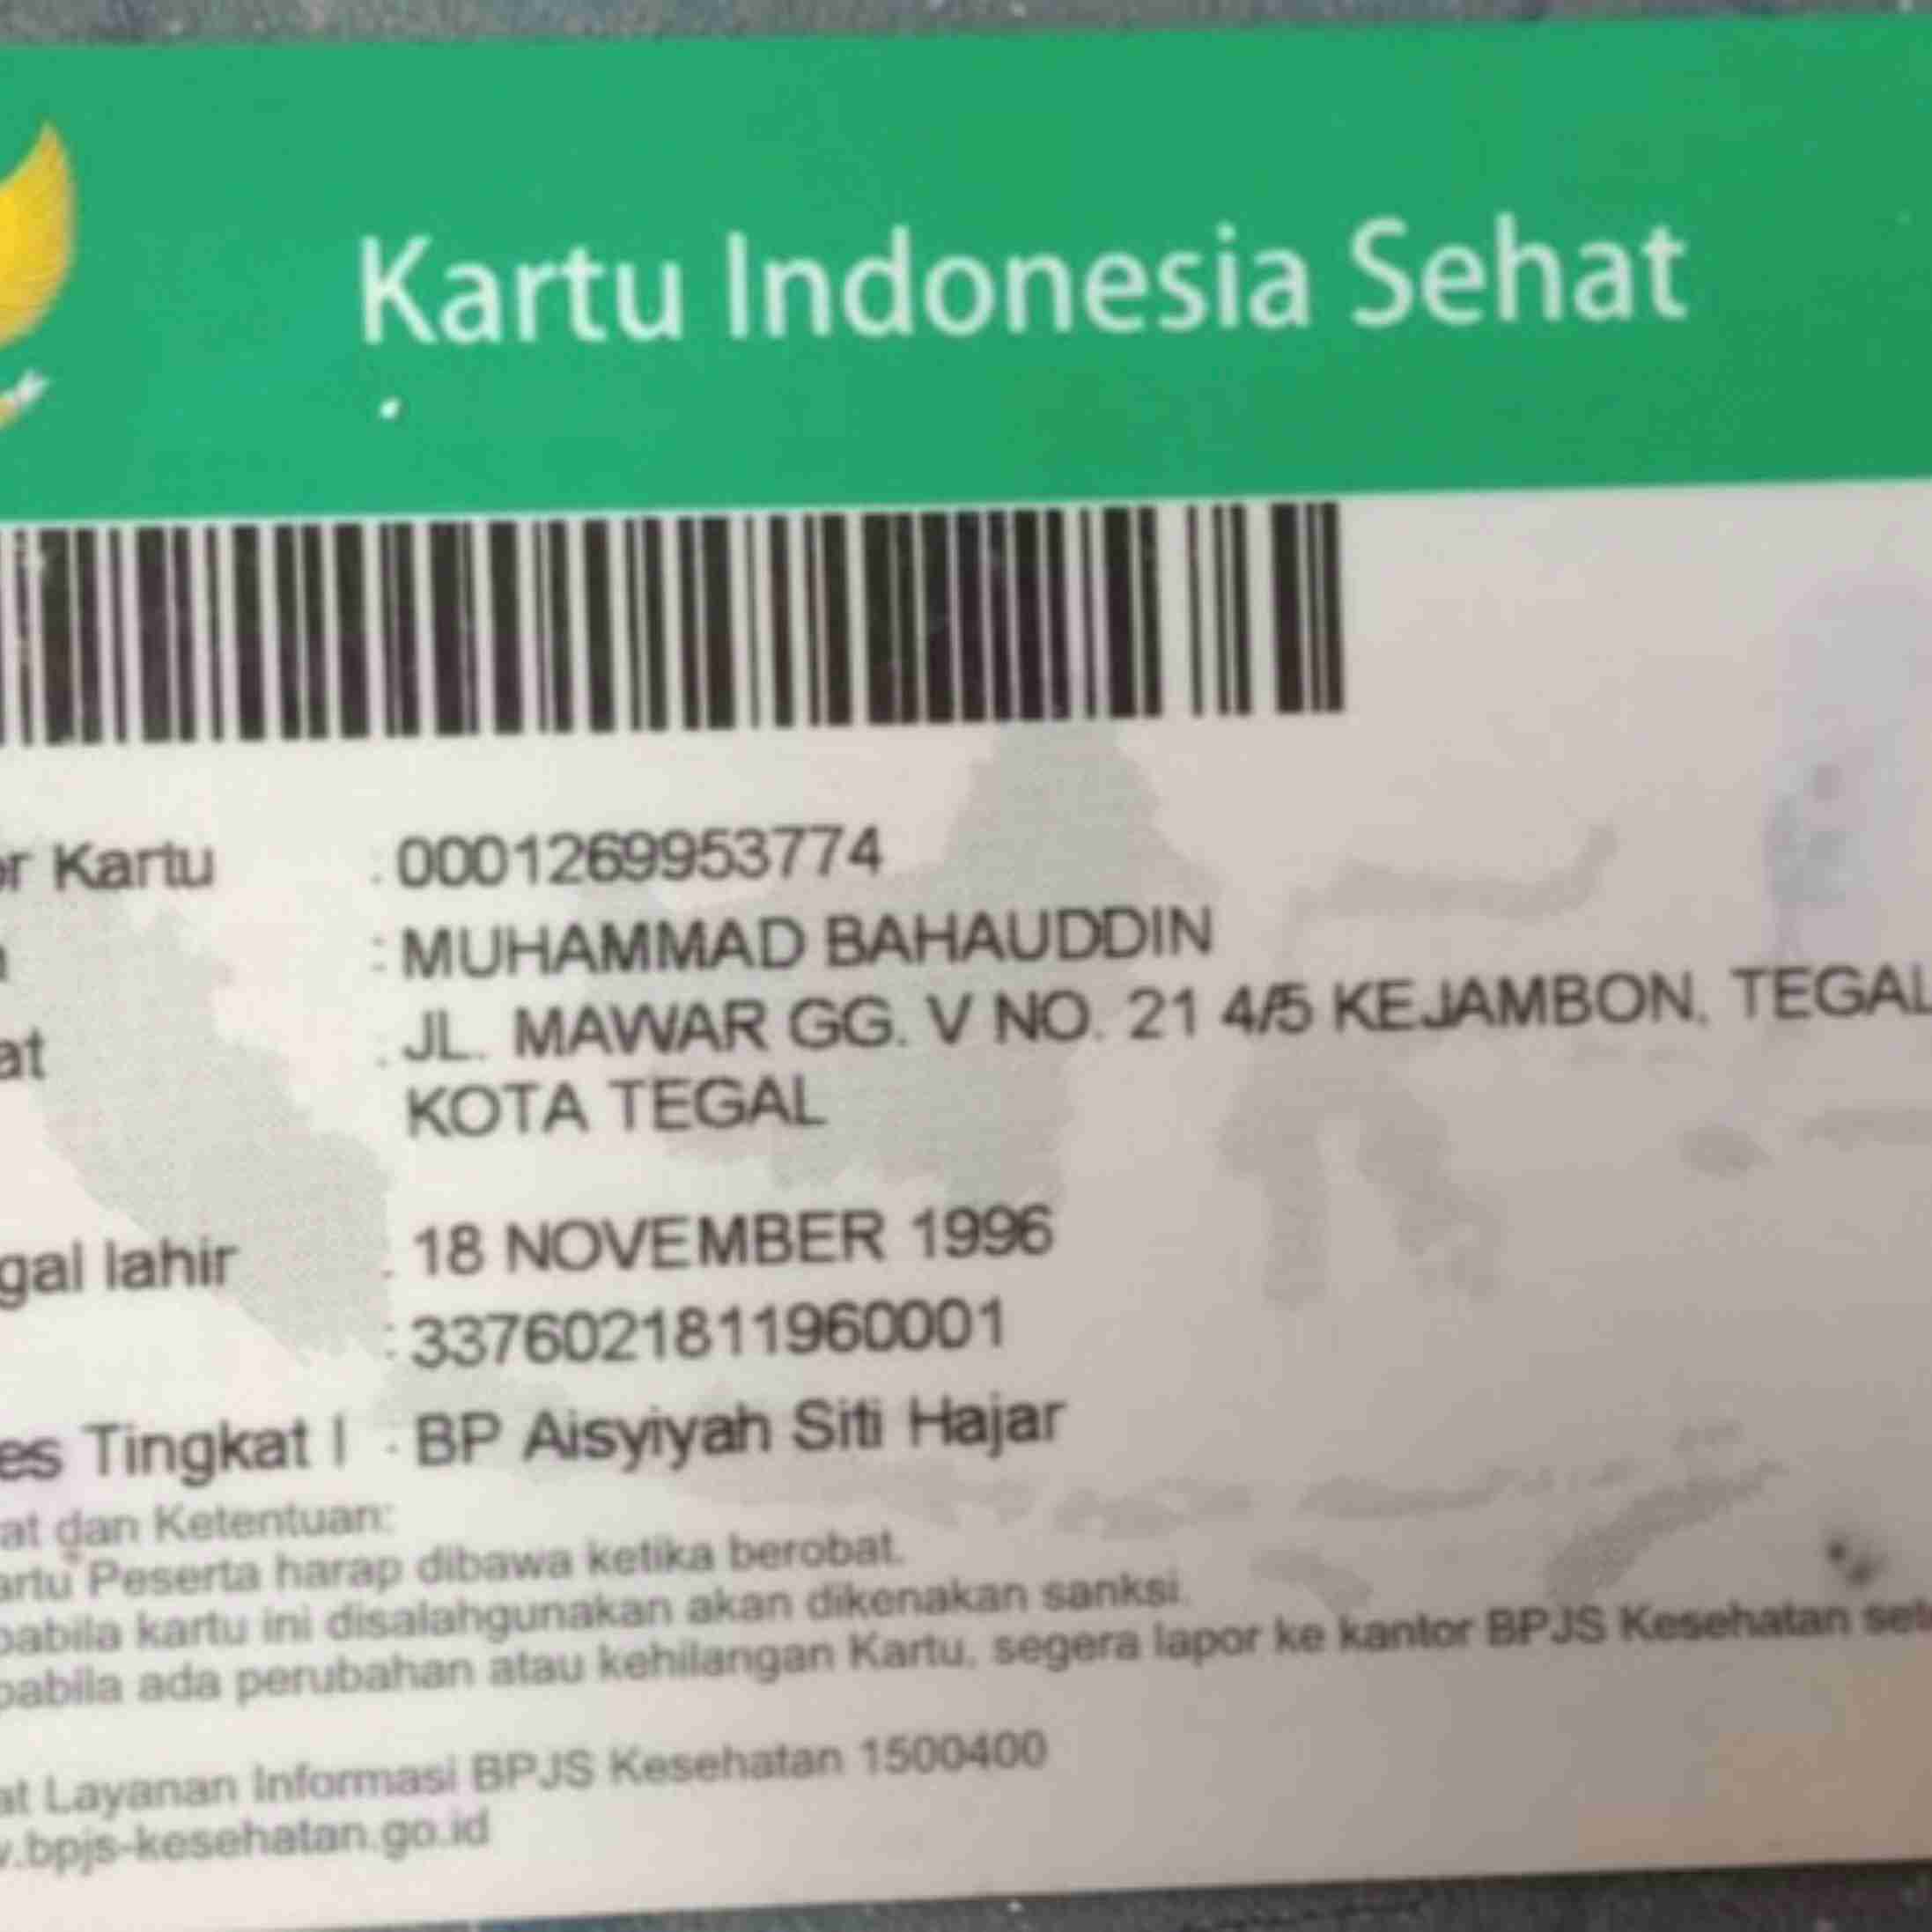 Kartu Indonesia Sehat
or Kartu : 0001269953774
: MUHAMMAD BAHAUDDIN
at : JL. MAWAR GG. V NO. 21 4/5 KEJAMBON, TEGAL
KOTA TEGAL
gal lahir : 18 NOVEMBER 1996
: 3376021811960001
es Tingkat I : BP Aisyiyah Siti Hajar
at dan Ketentuan:
artu Peserta harap dibawa ketika berobat.
pabila kartu ini disalahgunakan akan dikenakan sanksi.
pabila ada perubahan atau kehilangan Kartu, segera lapor ke kantor BPJS Kesehatan set
at Layanan Informasi BPJS Kesehatan 1500400
.bpjs-kesehatan.go.id